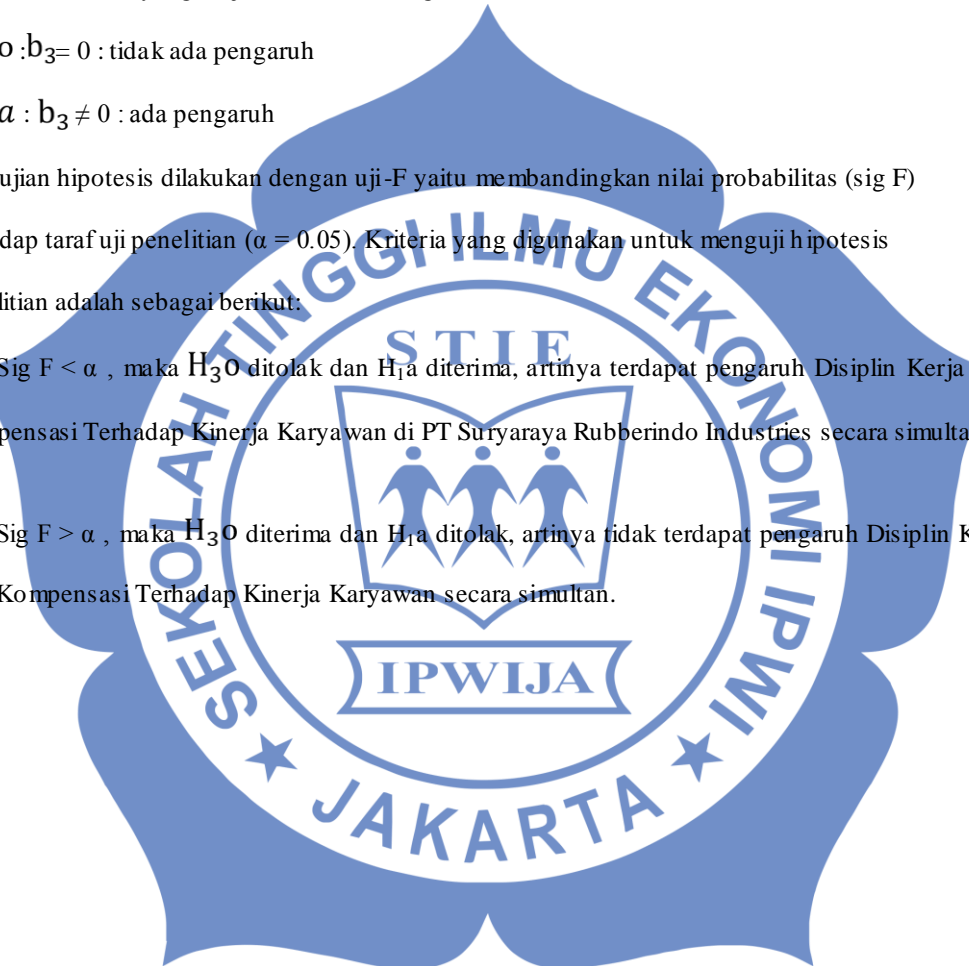 o : b₃= 0 : tidak ada pengaruh
a : b₃ ≠ 0 : ada pengaruh
ujian hipotesis dilakukan dengan uji-F yaitu membandingkan nilai probabilitas (sig F)
dap taraf uji penelitian (α = 0.05). Kriteria yang digunakan untuk menguji hipotesis
litian adalah sebagai berikut:
Sig F < α , maka H₃o ditolak dan H₁a diterima, artinya terdapat pengaruh Disiplin Kerja
pensasi Terhadap Kinerja Karyawan di PT Suryaraya Rubberindo Industries secara simulta
Sig F > α , maka H₃o diterima dan H₁a ditolak, artinya tidak terdapat pengaruh Disiplin K
Kompensasi Terhadap Kinerja Karyawan secara simultan.
SEKOLAH TINGGI ILMU EKONOMI IPWI
STIE
IPWIJA
★ JAKARTA ★